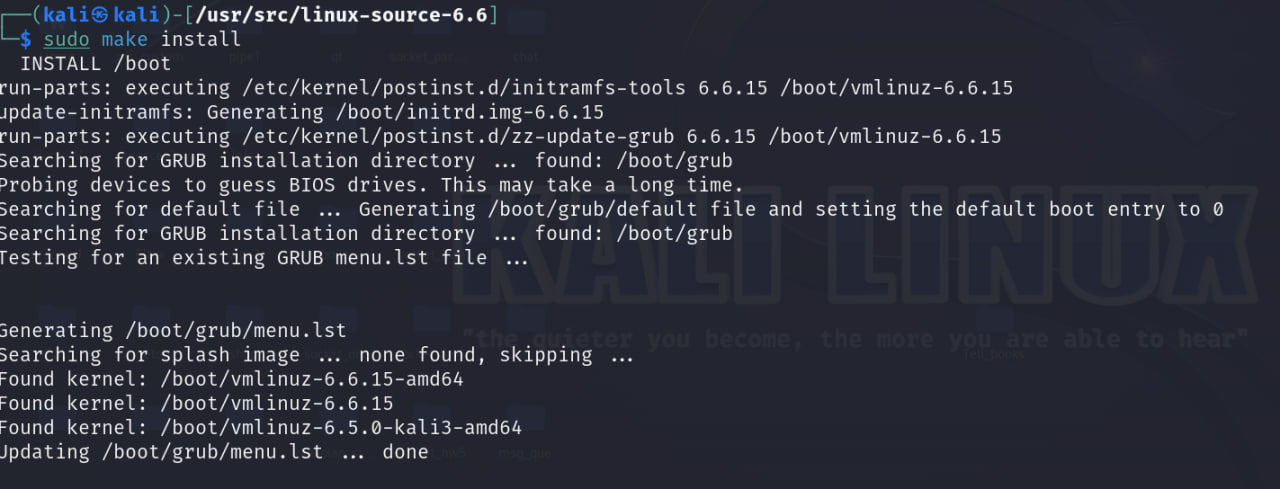 (kali㉿kali)-[/usr/src/linux-source-6.6]
$ sudo make install
INSTALL /boot
run-parts: executing /etc/kernel/postinst.d/initramfs-tools 6.6.15 /boot/vmlinuz-6.6.15
update-initramfs: Generating /boot/initrd.img-6.6.15
run-parts: executing /etc/kernel/postinst.d/zz-update-grub 6.6.15 /boot/vmlinuz-6.6.15
Searching for GRUB installation directory ... found: /boot/grub
Probing devices to guess BIOS drives. This may take a long time.
Searching for default file ... Generating /boot/grub/default file and setting the default boot entry to 0
Searching for GRUB installation directory ... found: /boot/grub
Testing for an existing GRUB menu.lst file ...
KALI LINUX
Generating /boot/grub/menu.lst
"the quieter you become, the more you are able to hear"
Searching for splash image ... none found, skipping ...
Found kernel: /boot/vmlinuz-6.6.15-amd64
Found kernel: /boot/vmlinuz-6.6.15
Found kernel: /boot/vmlinuz-6.5.0-kali3-amd64
Updating /boot/grub/menu.lst ... done
msg_que